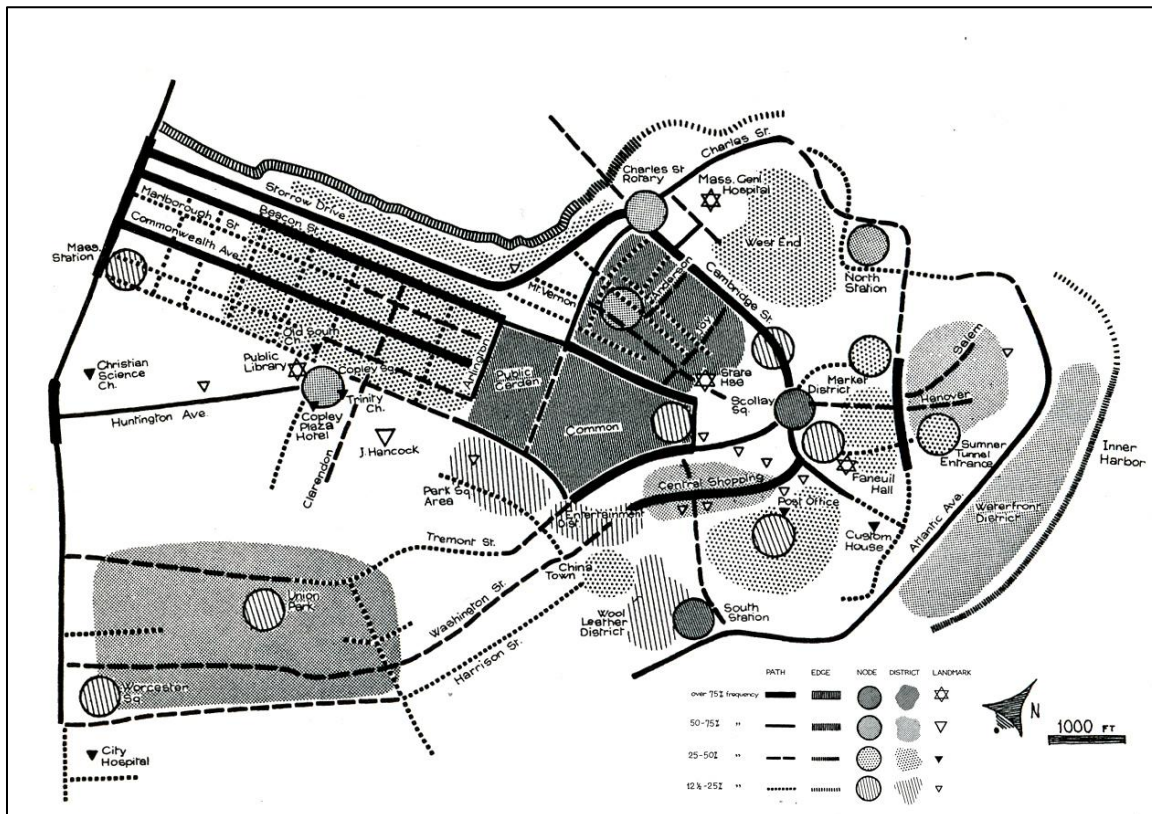 Charles St.
Charles St
Rotary
Mass. Genl
Hospital
Storrow Drive
Beacon St.
Marlborough St.
Commonwealth Ave.
Mass.
Station
West End
Cambridge St.
Anderson
Mt. Vernon
Joy
North
Station
Salem
Hanover
Market
District
State
Hse
Scollay
Sq.
Arlington
Public
Garden
Common
Old South
Ch.
Public
Library
Copley Sq.
Trinity
Ch.
Copley
Plaza
Hotel
Christian
Science
Ch.
Huntington Ave.
Clarendon
J. Hancock
Park Sq.
Area
Central Shopping
Entertainment
Dist.
Post Office
Faneuil
Hall
Sumner
Tunnel
Entrance
Inner
Harbor
Custom
House
Atlantic Ave.
Waterfront
District
Tremont St.
China
Town
Washington St.
Wool
Leather
District
South
Station
Harrison St.
Union
Park
Worcester
Sq.
City
Hospital
PATH EDGE NODE DISTRICT LANDMARK
over 75% frequency
50-75% "
25-50% "
12½-25% "
N
1000 FT